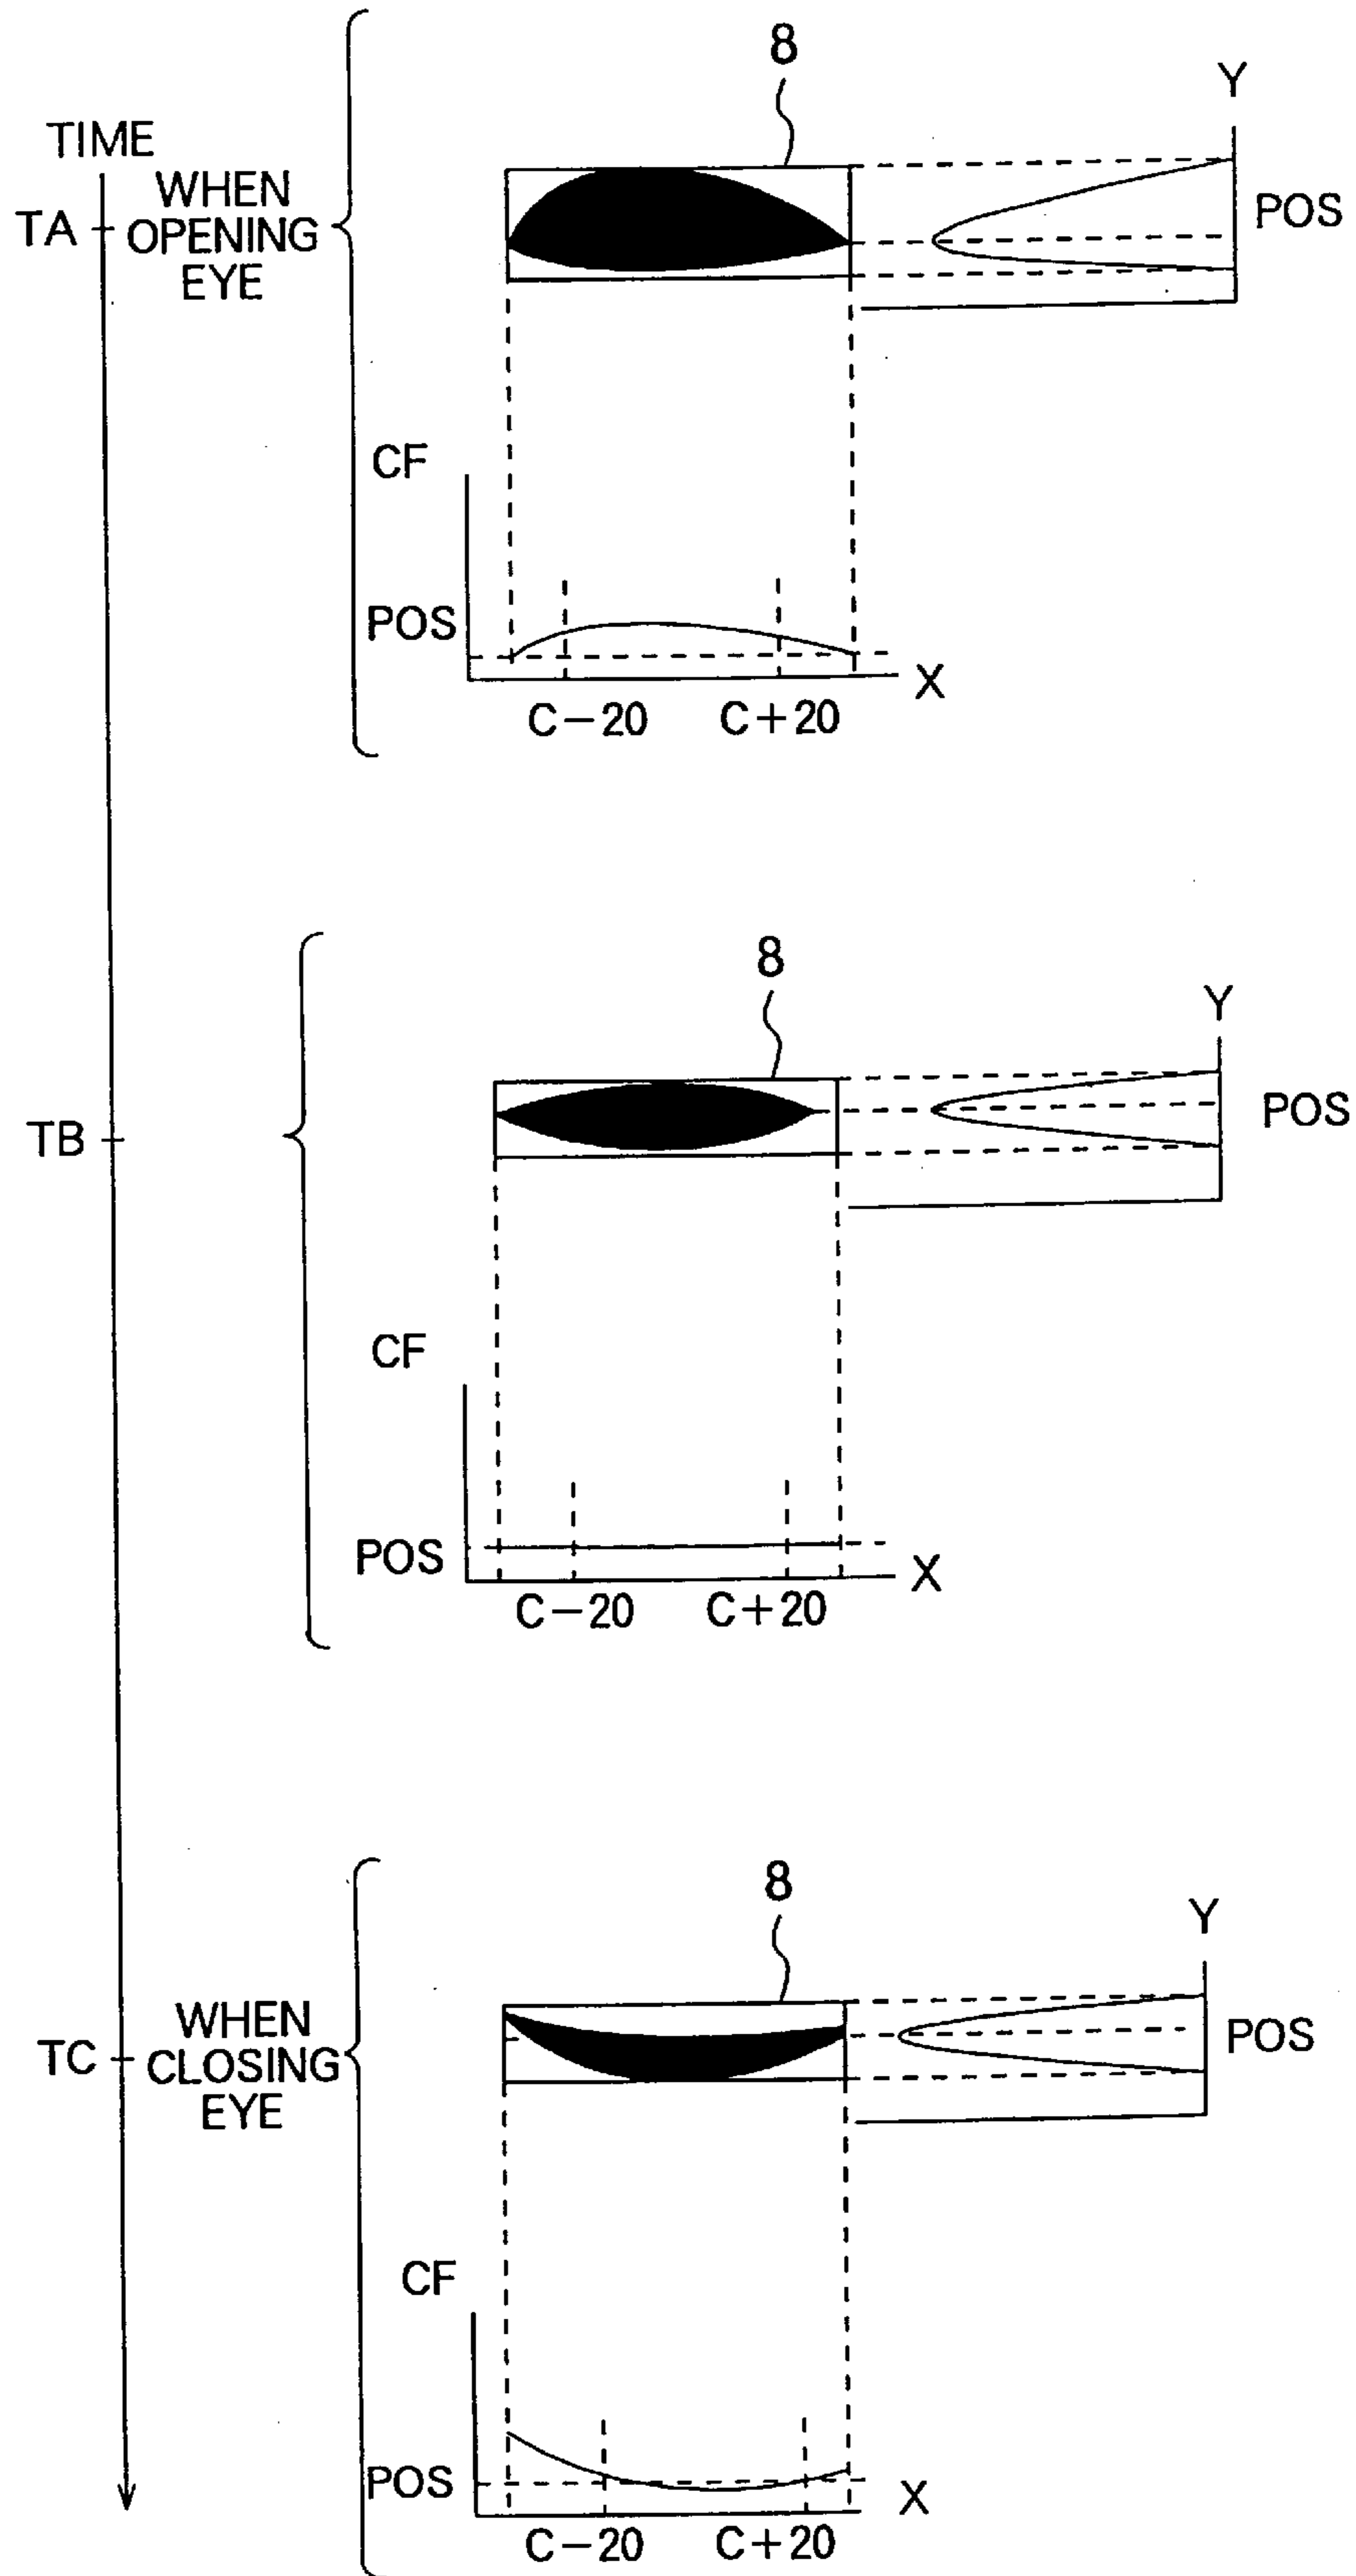 8
Y
TIME
WHEN
OPENING
EYE
TA
POS
CF
POS
X
C-20 C+20
8
Y
TB
POS
CF
POS
X
C-20 C+20
8
Y
WHEN
CLOSING
EYE
TC
POS
CF
POS
X
C-20 C+20